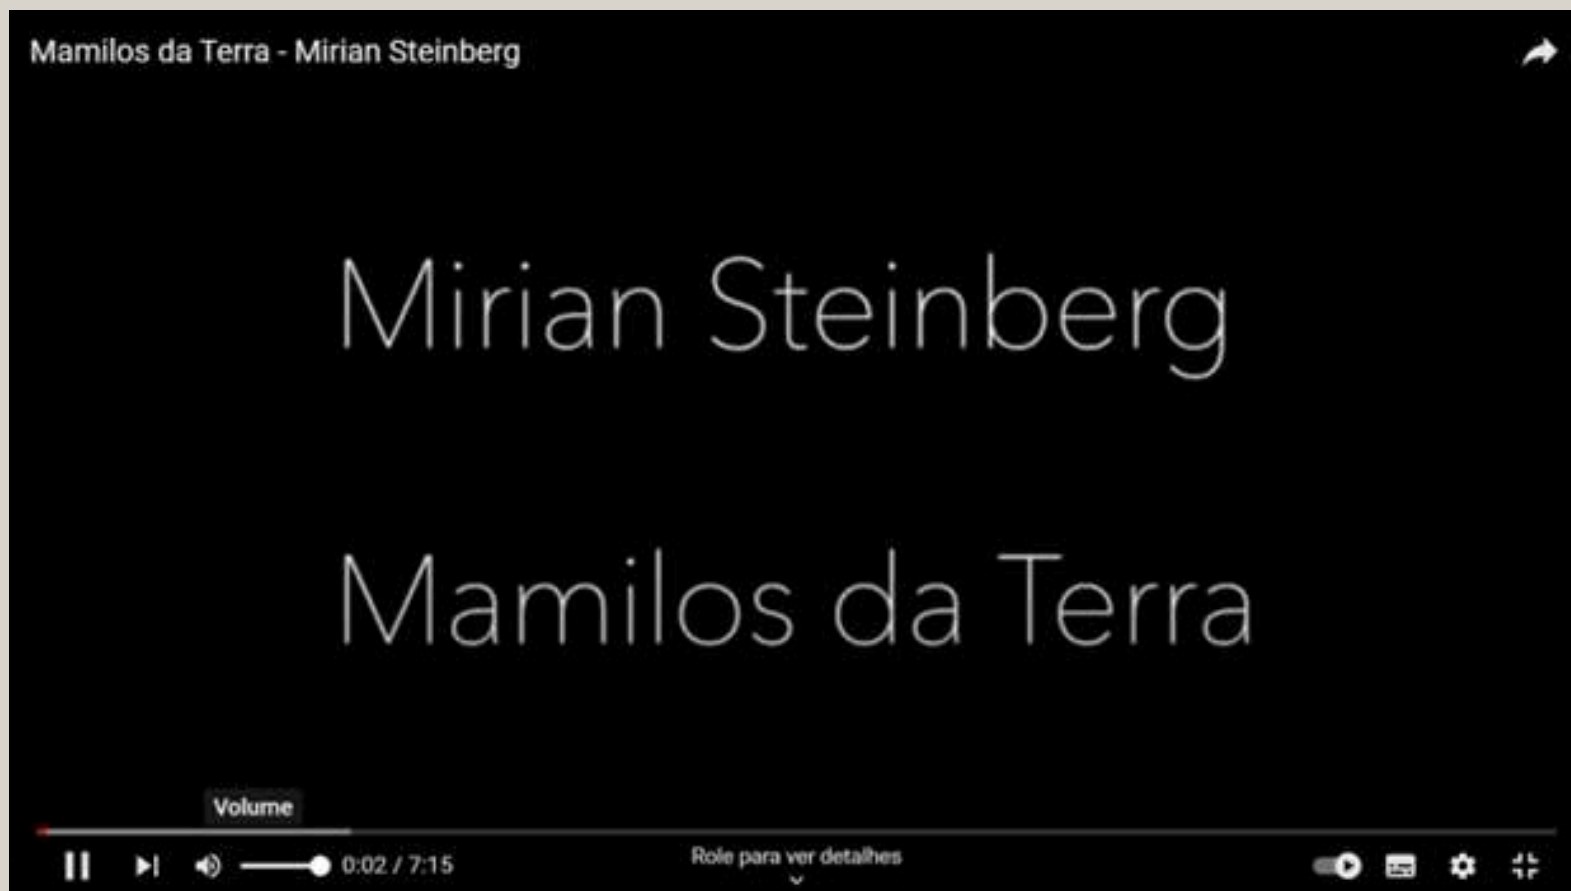 Mamilos da Terra - Mirian Steinberg
Mirian Steinberg
Mamilos da Terra
Volume
0:02 / 7:15
Role para ver detalhes